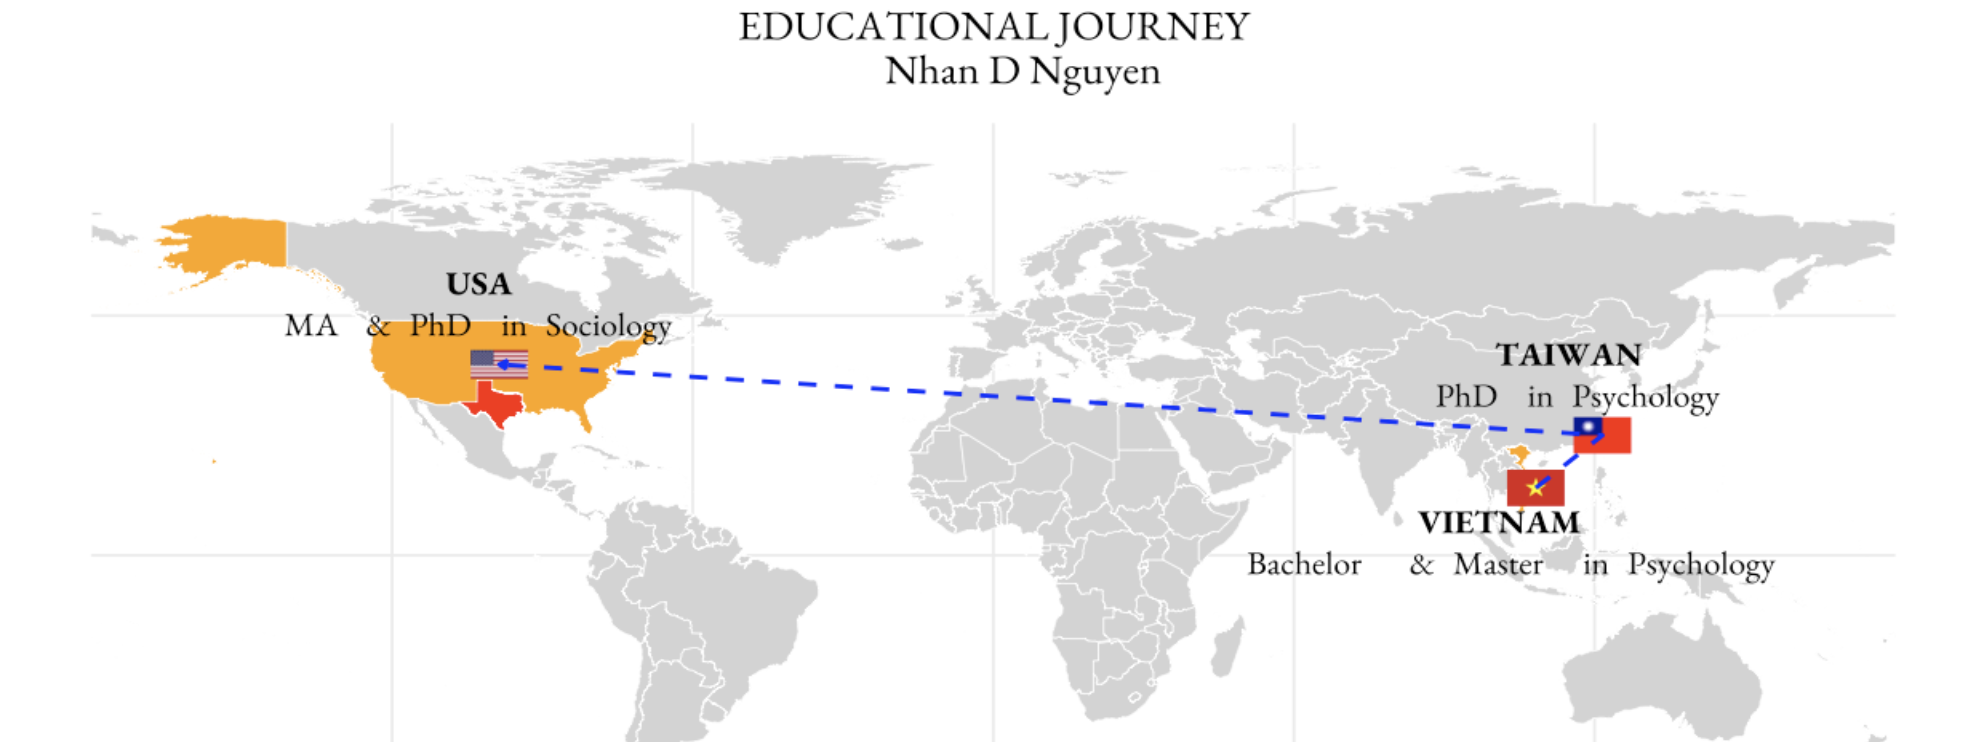 EDUCATIONAL JOURNEY
Nhan D Nguyen
USA
MA & PhD in Sociology
TAIWAN
PhD in Psychology
VIETNAM
Bachelor & Master in Psychology